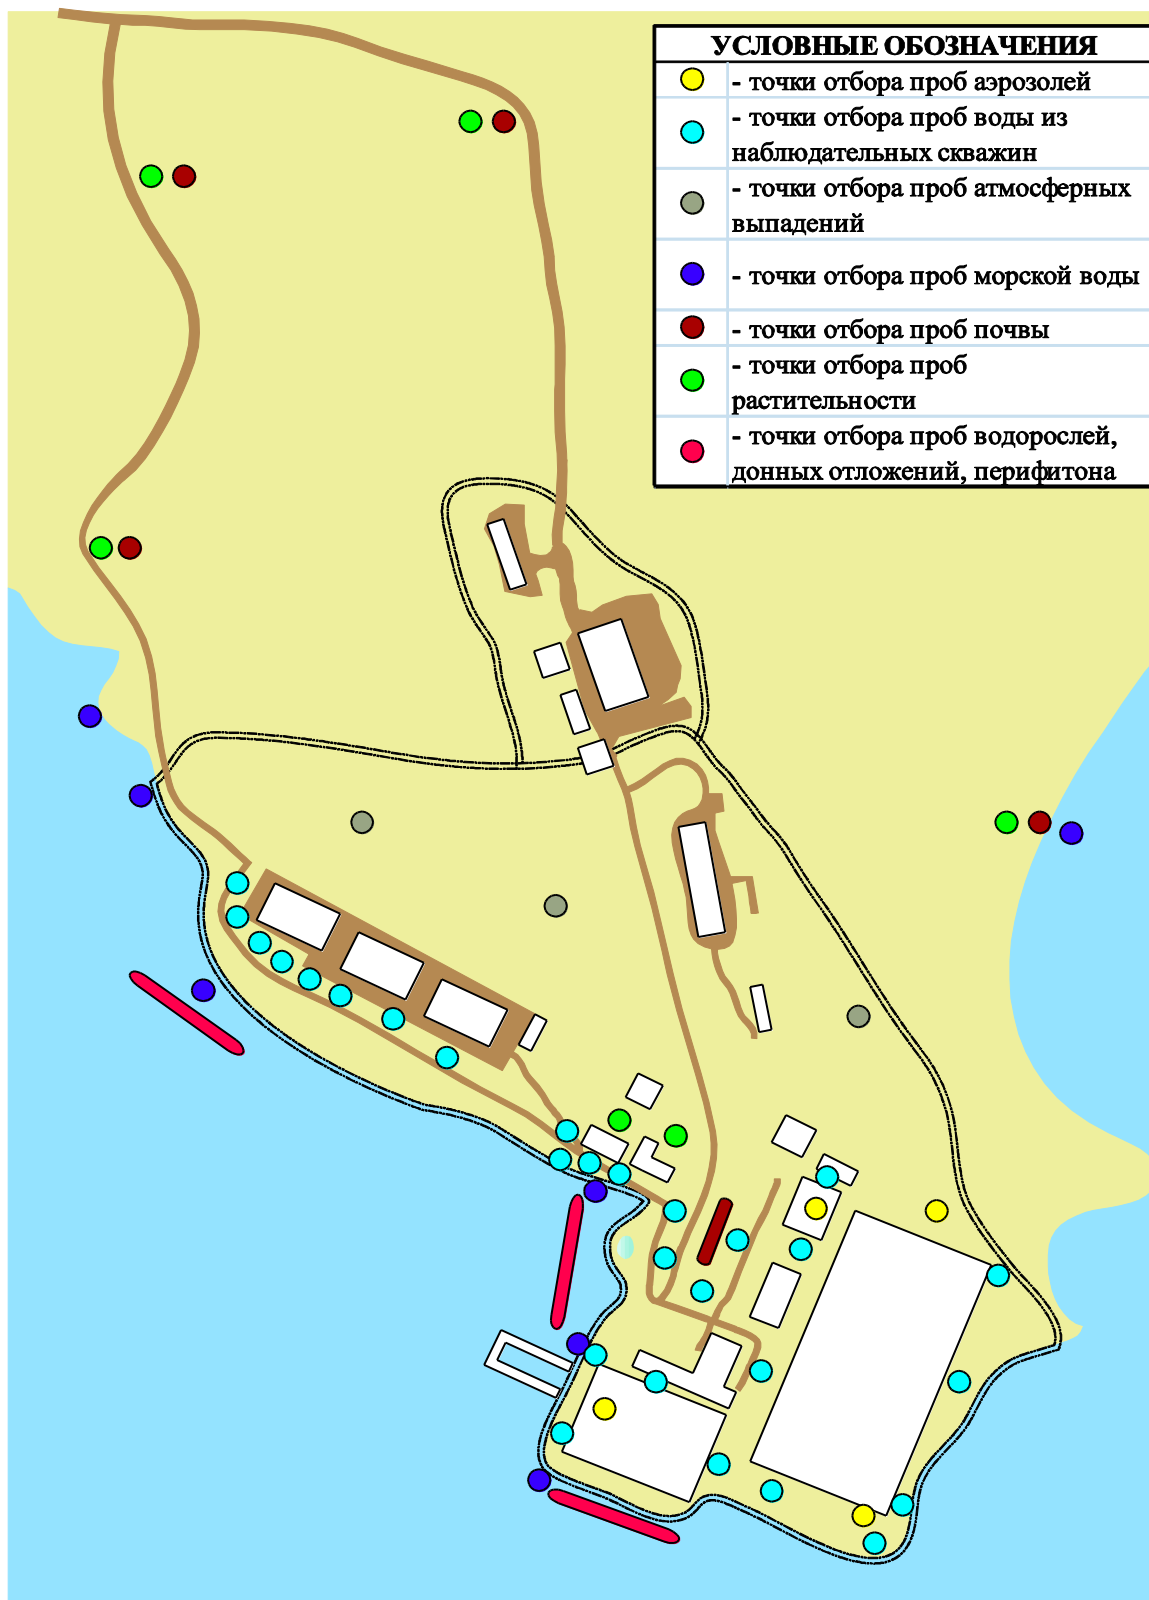 УСЛОВНЫЕ ОБОЗНАЧЕНИЯ
- точки отбора проб аэрозолей
- точки отбора проб воды из
наблюдательных скважин
- точки отбора проб атмосферных
выпадений
- точки отбора проб морской воды
- точки отбора проб почвы
- точки отбора проб
растительности
- точки отбора проб водорослей,
донных отложений, перифитона